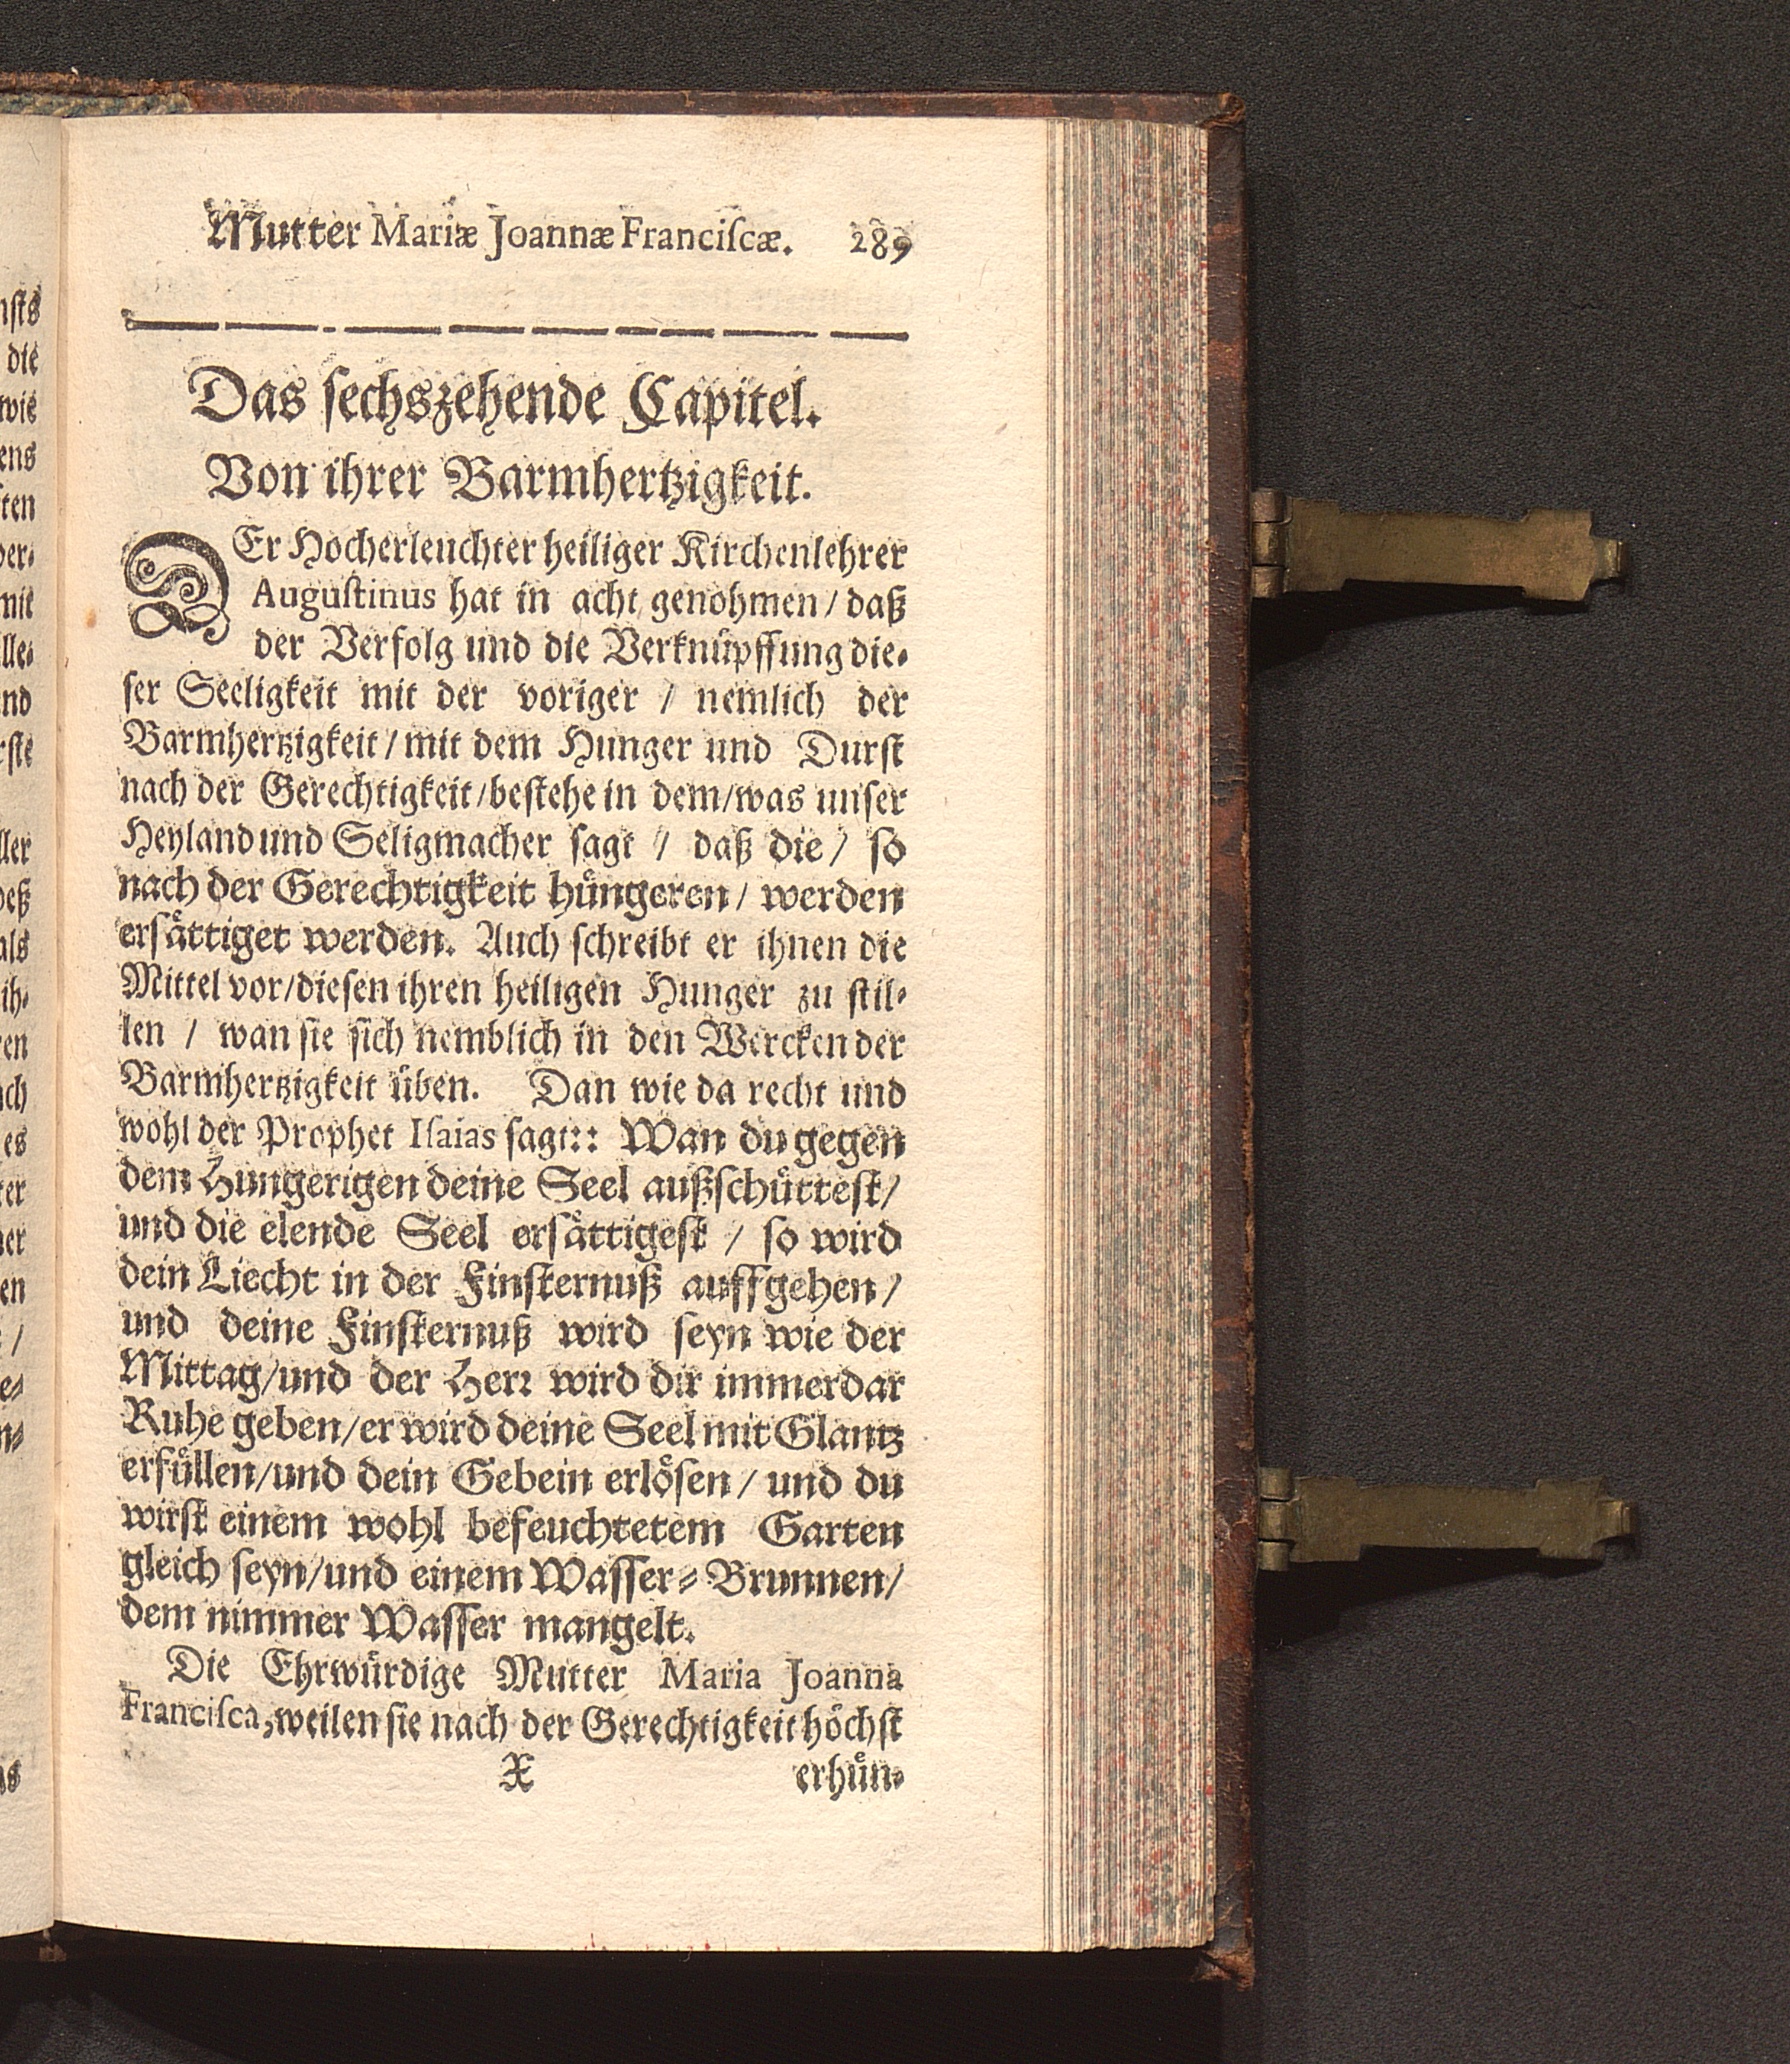 Mutter Mariæ Joannæ Franciſcæ. 289
Das ſechszehende Capitel.
Von ihrer Barmhertzigkeit.
DEr Hocherleuchter heiliger Kirchenlehrer
Auguſtinus hat in acht genohmen / daß
der Verfolg und die Verknüpffung die⸗
ſer Seeligkeit mit der voriger / nemlich der
Barmhertzigkeit / mit dem Hunger und Durſt
nach der Gerechtigkeit / beſtehe in dem / was unſer
Heyland und Seligmacher ſagt / daß die / ſo
nach der Gerechtigkeit hüngeren / werden
erſättiget werden. Auch ſchreibt er ihnen die
Mittel vor / dieſen ihren heiligen Hunger zu ſtil⸗
len / wan ſie ſich nemblich in den Wercken der
Barmhertzigkeit üben. Dan wie da recht und
wohl der Prophet Iſaias ſagt:: Wan du gegen
dem Hungerigen deine Seel außſchütteſt /
und die elende Seel erſättigeſt / ſo wird
dein Liecht in der Finſternuß auffgehen /
und deine Finſternuß wird ſeyn wie der
Mittag / und der Herr wird dir immerdar
Ruhe geben / er wird deine Seel mit Glantz
erfüllen / und dein Gebein erlöſen / und du
wirſt einem wohl befeuchtetem Garten
gleich ſeyn / und einem Waſſer⸗Brunnen /
dem nimmer Waſſer mangelt.
Die Ehrwürdige Mutter Maria Joanna
Franciſca, weilen ſie nach der Gerechtigkeit höchſt
X erhün⸗